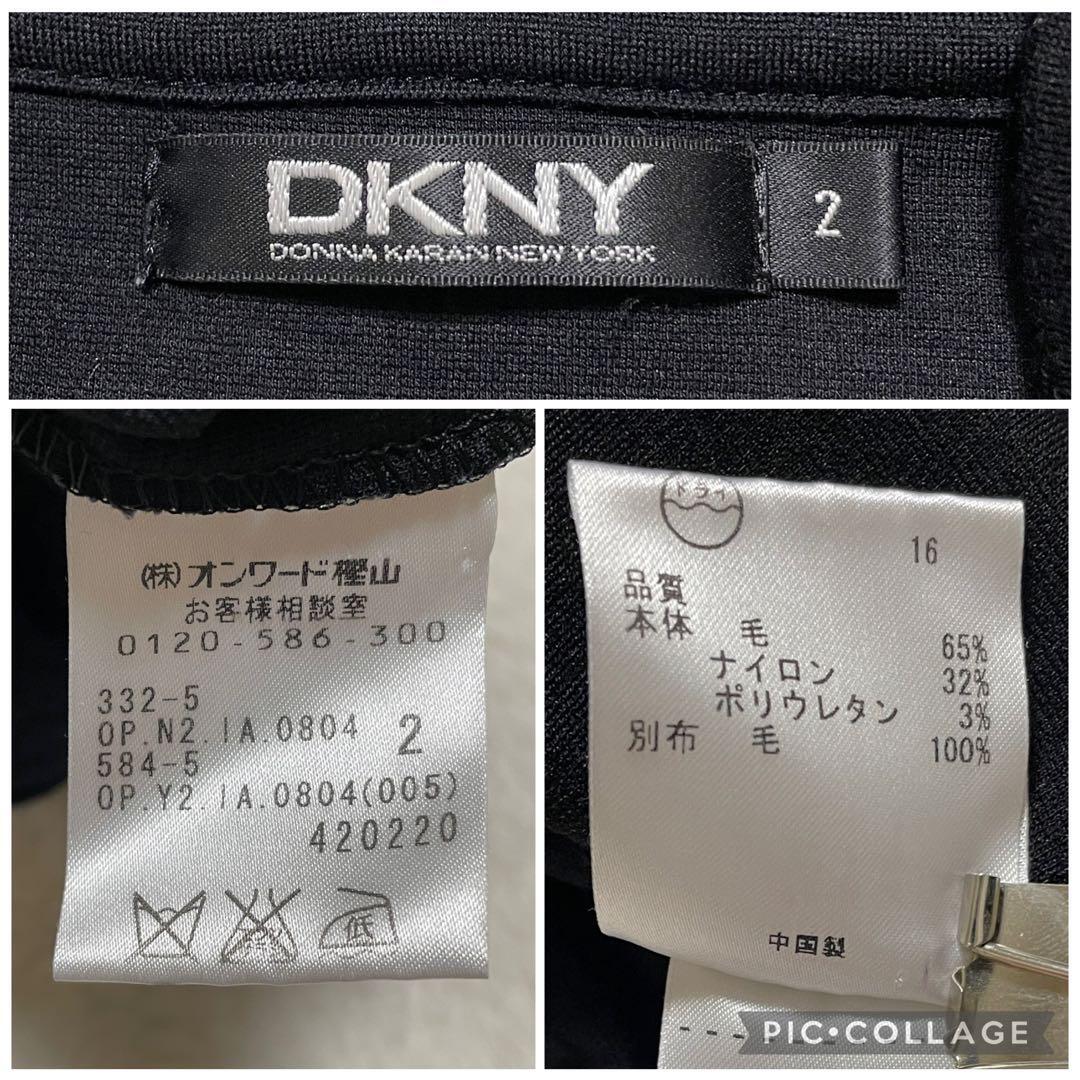 DKNY
DONNA KARAN NEW YORK
2
(株)オンワード樫山
お客様相談室
0120-586-300
332-5
OP.N2.IA.0804 2
584-5
OP.Y2.IA.0804(005)
420220
低
ドライ
16
品質
本体 毛 65%
ナイロン 32%
ポリウレタン 3%
別布 毛 100%
中国製
PIC•COLLAGE